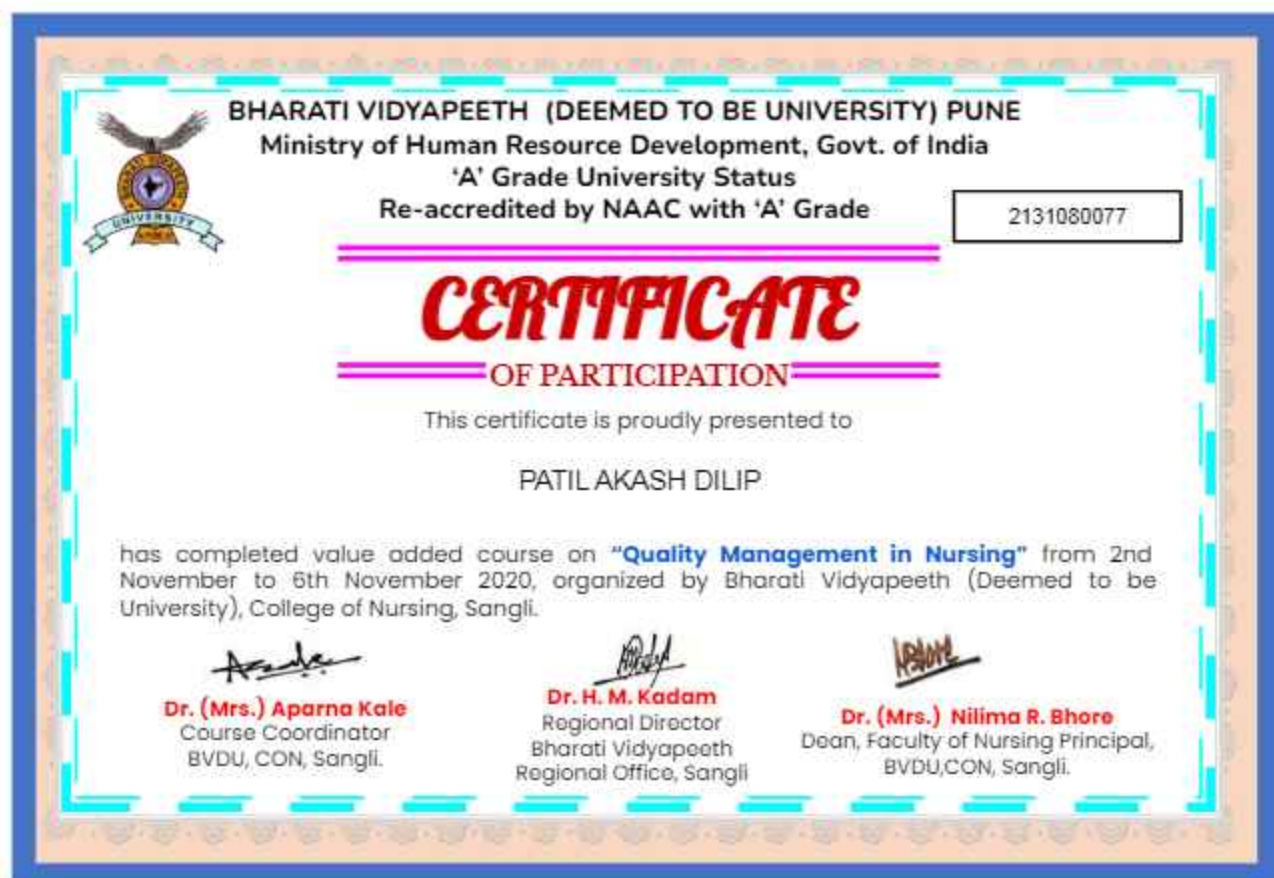 BHARATI VIDYAPEETH (DEEMED TO BE UNIVERSITY) PUNE
Ministry of Human Resource Development, Govt. of India
‘A’ Grade University Status
Re-accredited by NAAC with ‘A’ Grade
2131080077
BHARATI VIDYAPEETH
UNIVERSITY
CERTIFICATE
OF PARTICIPATION
This certificate is proudly presented to
PATIL AKASH DILIP
has completed value added course on "Quality Management in Nursing" from 2nd
November to 6th November 2020, organized by Bharati Vidyapeeth (Deemed to be
University), College of Nursing, Sangli.
Dr. (Mrs.) Aparna Kale
Course Coordinator
BVDU, CON, Sangli.
Dr. H. M. Kadam
Regional Director
Bharati Vidyapeeth
Regional Office, Sangli
Dr. (Mrs.) Nilima R. Bhore
Dean, Faculty of Nursing Principal,
BVDU,CON, Sangli.